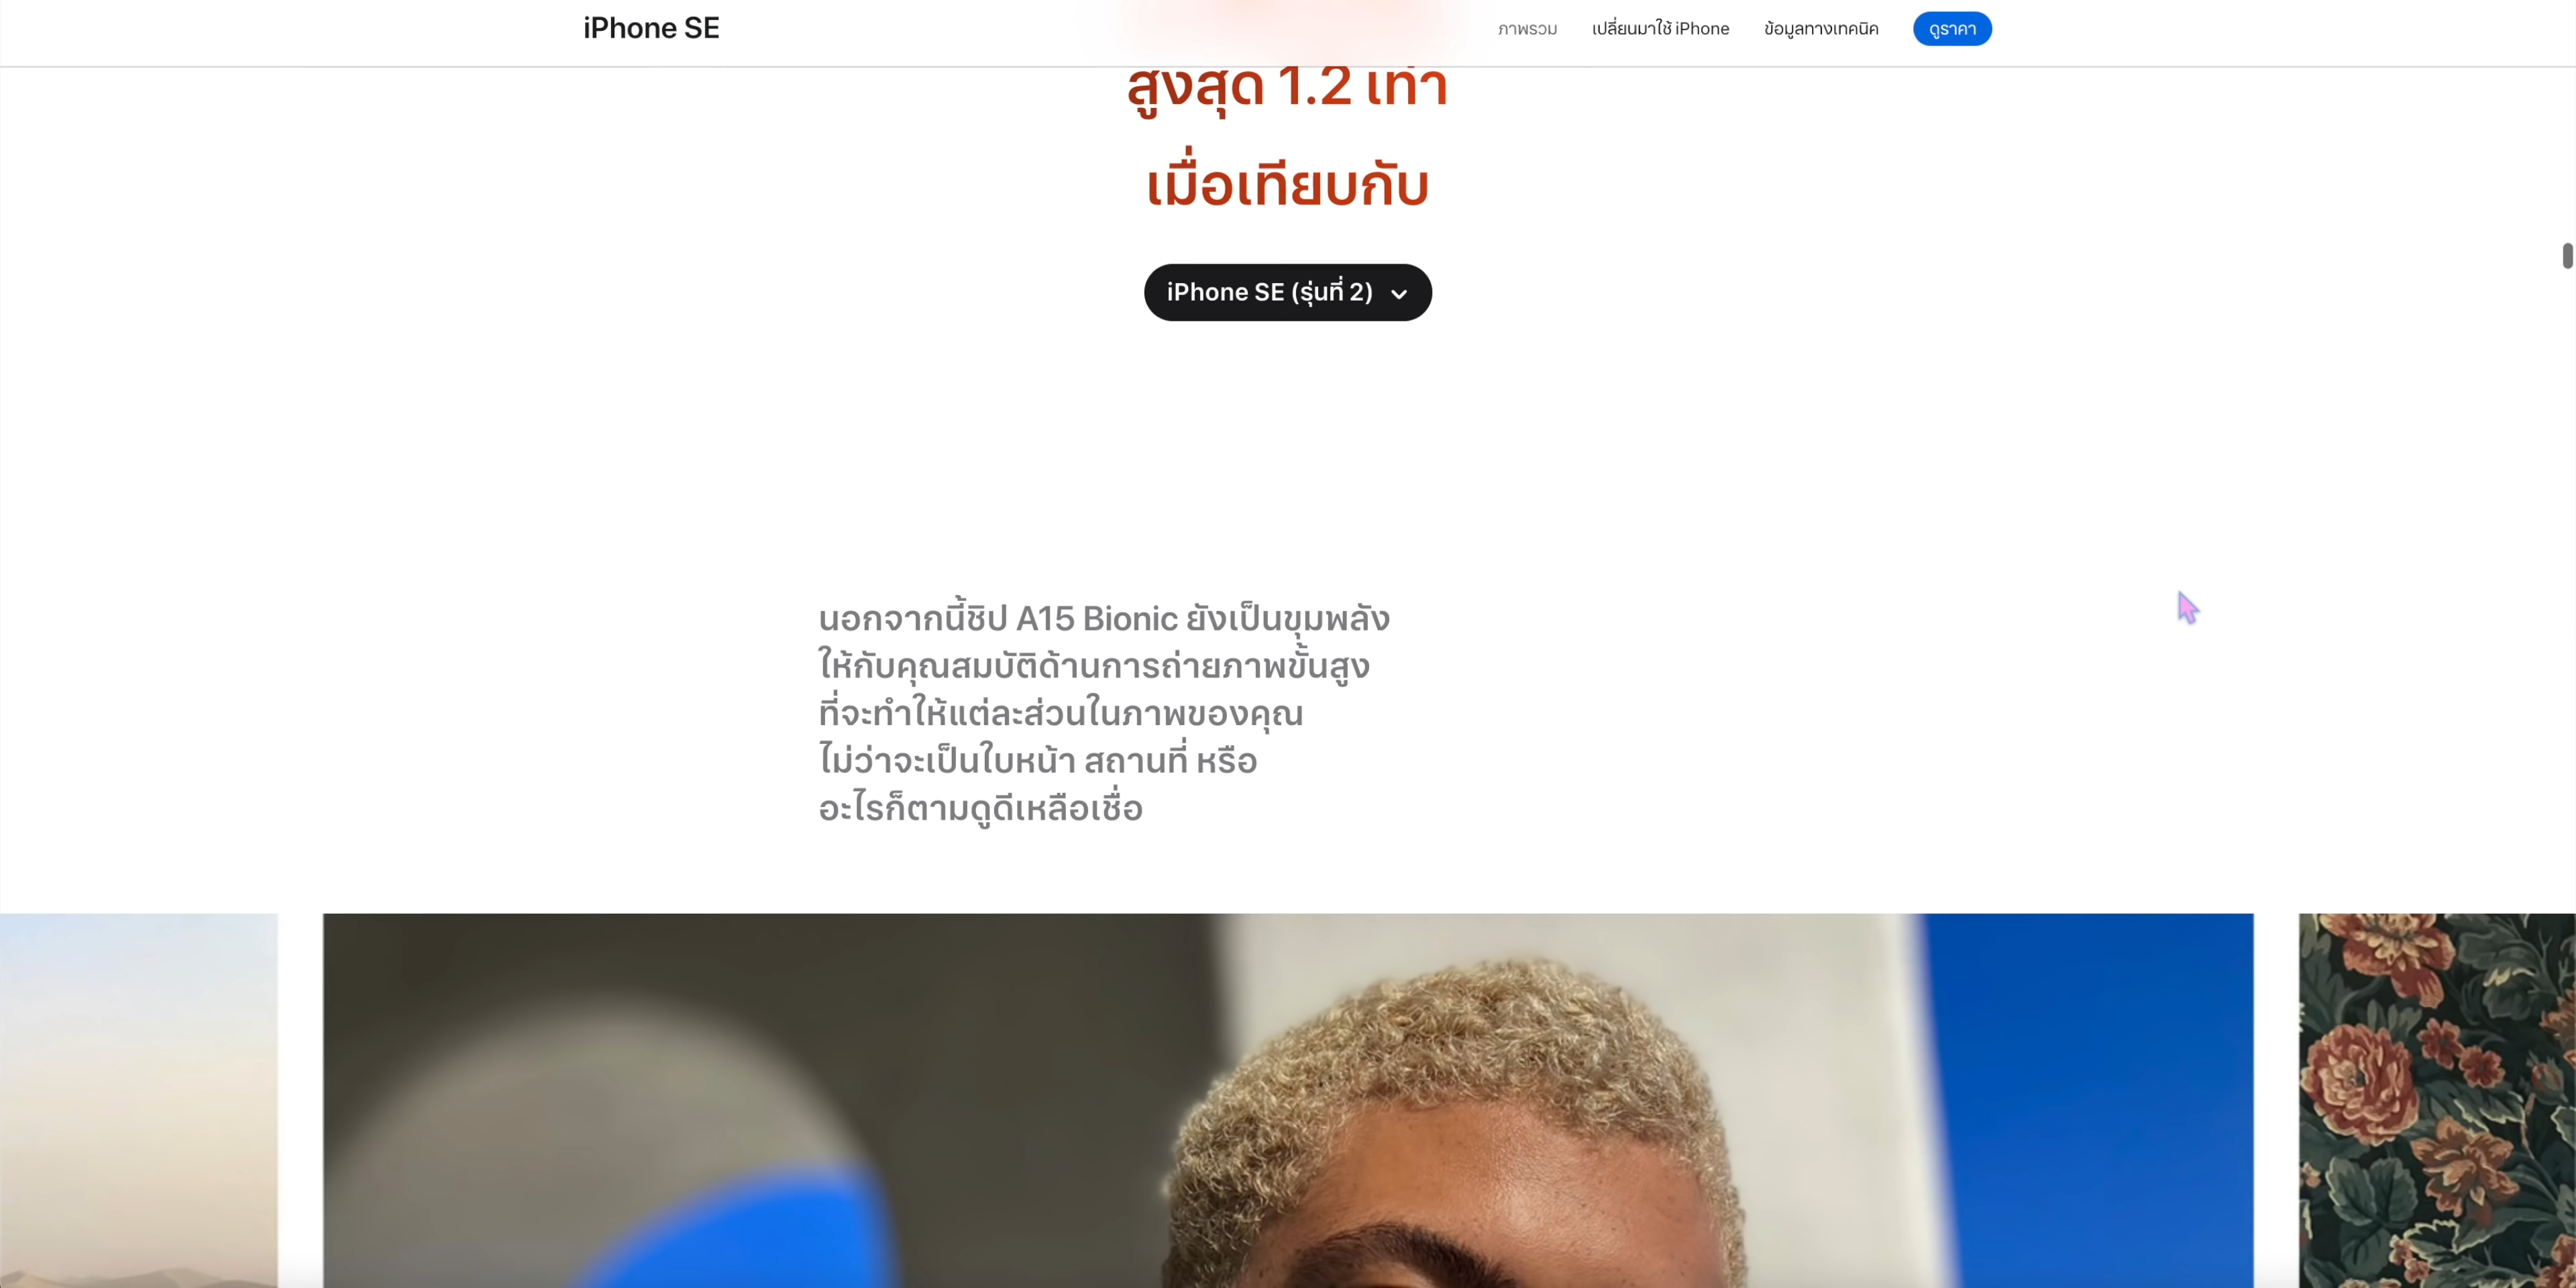 iPhone SE
ภาพรวม
เปลี่ยนมาใช้ iPhone
ข้อมูลทางเทคนิค
ดูราคา
สูงสุด 1.2 เท่า
เมื่อเทียบกับ
iPhone SE (รุ่นที่ 2)
นอกจากนี้ชิป A15 Bionic ยังเป็นขุมพลัง
ให้กับคุณสมบัติด้านการถ่ายภาพขั้นสูง
ที่จะทำให้แต่ละส่วนในภาพของคุณ
ไม่ว่าจะเป็นใบหน้า สถานที่ หรือ
อะไรก็ตามดูดีเหลือเชื่อ